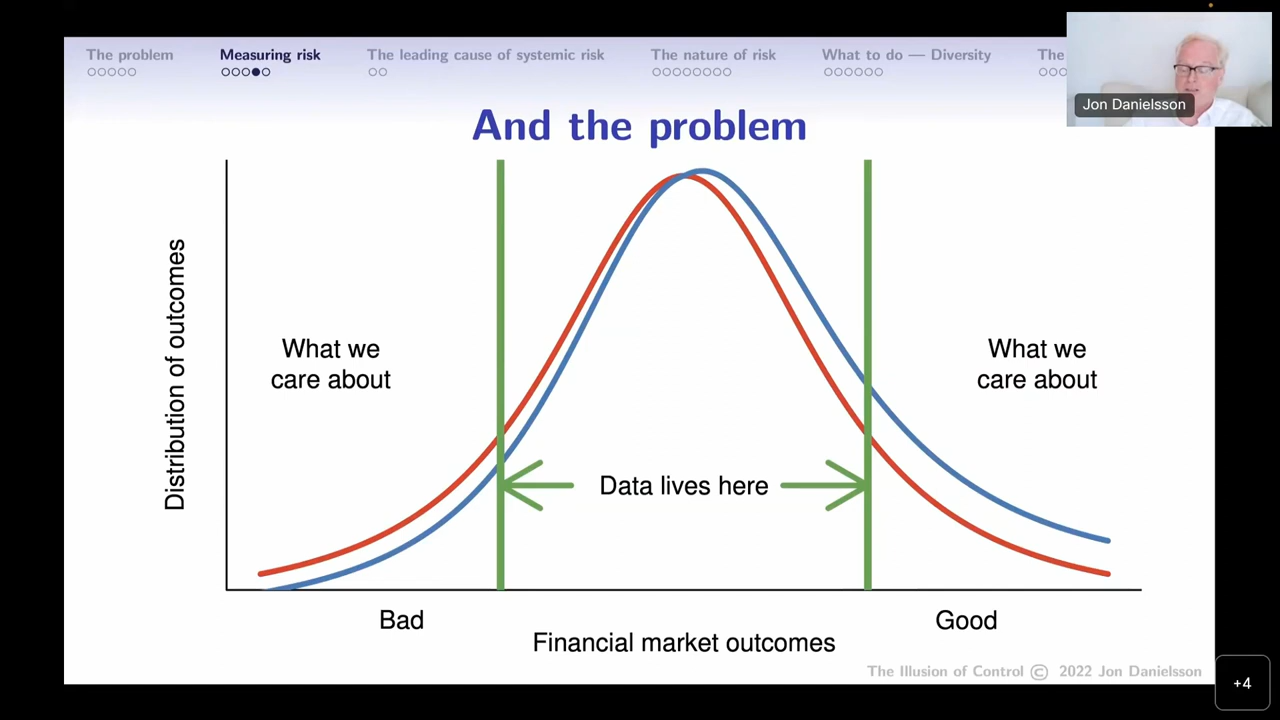 The problem
Measuring risk
The leading cause of systemic risk
The nature of risk
What to do — Diversity
The
Jon Danielsson
And the problem
Distribution of outcomes
What we
care about
What we
care about
Data lives here
Bad
Good
Financial market outcomes
The Illusion of Control © 2022 Jon Danielsson
+4